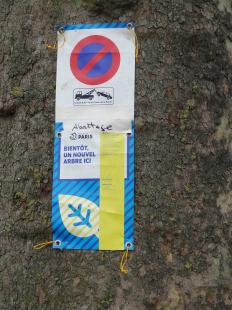 Abattage
PARIS
BIENTÔT,
UN NOUVEL
ARBRE ICI